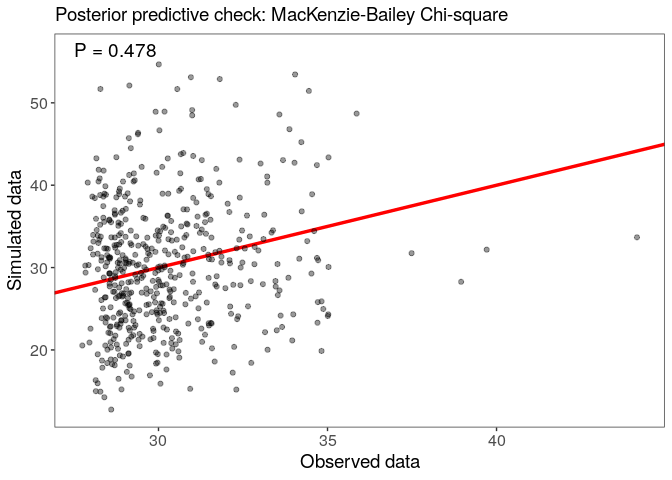 Posterior predictive check: MacKenzie-Bailey Chi-square
P = 0.478
50
40
30
20
Simulated data
30
35
40
Observed data